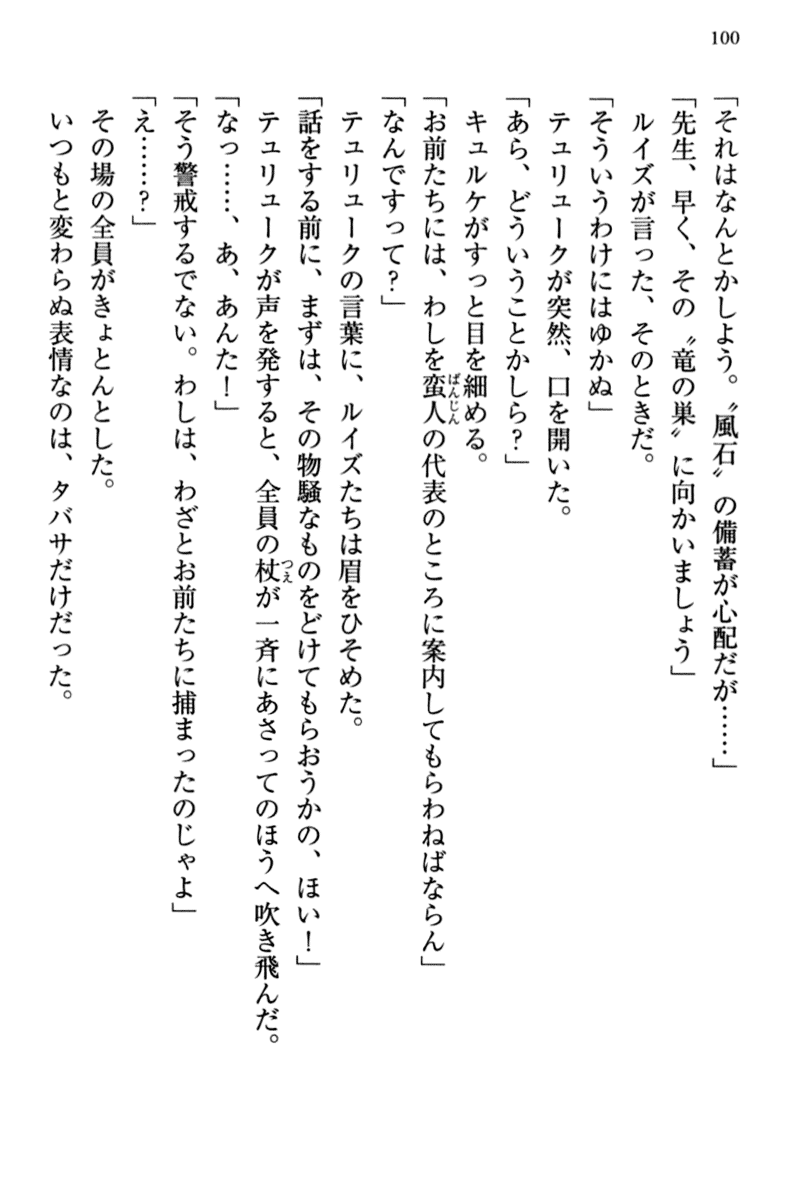 100
「それはなんとかしよう。〝風石〟の備蓄が心配だが……」
「先生、早く、その〝竜の巣〟に向かいましょう」
ルイズが言った、そのときだ。
「そういうわけにはゆかぬ」
テュリュークが突然、口を開いた。
「あら、どういうことかしら？」
キュルケがすっと目を細める。
「お前たちには、わしを蛮人ばんじんの代表のところに案内してもらわねばならん」
「なんですって？」
テュリュークの言葉に、ルイズたちは眉をひそめた。
「話をする前に、まずは、その物騒なものをどけてもらおうかの、ほい！」
テュリュークが声を発すると、全員の杖つえが一斉にあさってのほうへ吹き飛んだ。
「なっ……、あ、あんた！」
「そう警戒するでない。わしは、わざとお前たちに捕まったのじゃよ」
「え……？」
その場の全員がきょとんとした。
いつもと変わらぬ表情なのは、タバサだけだった。